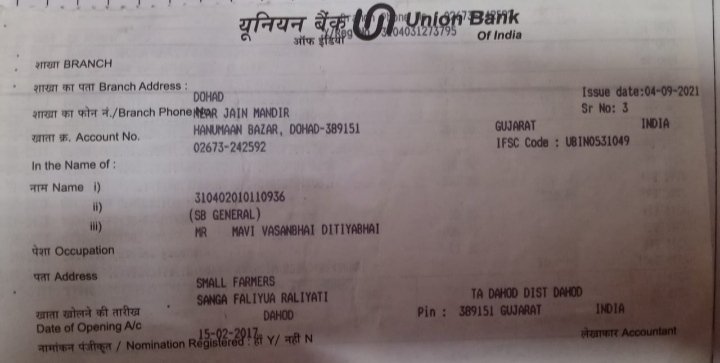 यूनियन बैंक Union Bank
ऑफ इंडिया Of India
04031273795
शाखा BRANCH
शाखा का पता Branch Address :
DOHAD
Issue date:04-09-2021
शाखा का फोन नं./Branch Phone
NEAR JAIN MANDIR
Sr No: 3
खाता क्र. Account No.
HANUMAAN BAZAR, DOHAD-389151
GUJARAT INDIA
02673-242592
IFSC Code : UBIN0531049
In the Name of :
नाम Name i)
310402010110936
ii)
(SB GENERAL)
iii)
MR MAVI VASANBHAI DITIYABHAI
पेशा Occupation
पता Address
SMALL FARMERS
SANGA FALIYUA RALIYATI
TA DAHOD DIST DAHOD
खाता खोलने की तारीख
DAHOD
Pin : 389151 GUJARAT INDIA
Date of Opening A/c
15-02-2017
लेखाकार Accountant
नामांकन पंजीकृत / Nomination Registered : हाँ Y/ नहीं N